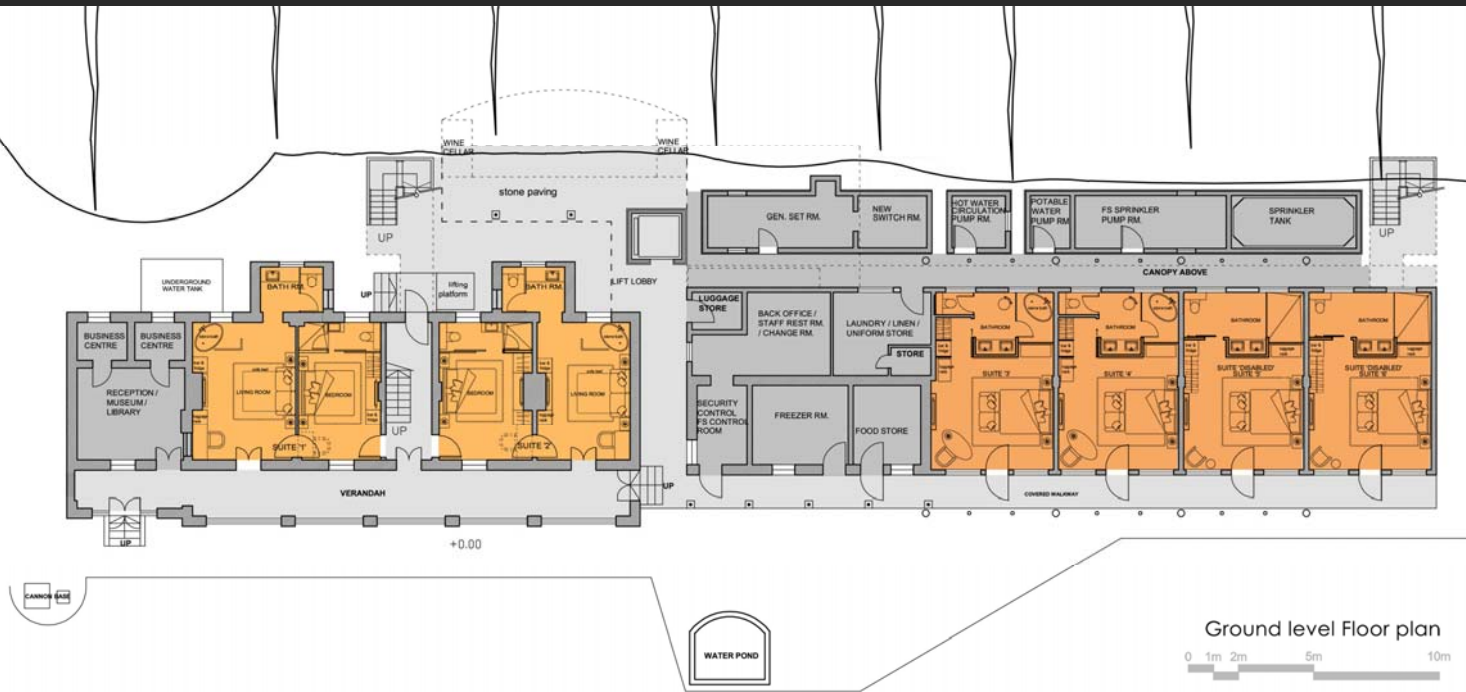 WINE
CELLAR
WINE
CELLAR
stone paving
UP
GEN. SET RM.
NEW
SWITCH RM.
HOT WATER
CIRCULATION
PUMP RM.
POTABLE
WATER
PUMP RM
FS SPRINKLER
PUMP RM.
SPRINKLER
TANK
UP
UNDERGROUND
WATER TANK
BATH RM.
UP
lifting
platform
BATH RM.
LIFT LOBBY
CANOPY ABOVE
BUSINESS
CENTRE
BUSINESS
CENTRE
LUGGAGE
STORE
BACK OFFICE /
STAFF REST RM.
/ CHANGE RM.
LAUNDRY / LINEN /
UNIFORM STORE
STORE
BATHROOM
BATHROOM
BATHROOM
BATHROOM
RECEPTION /
MUSEUM /
LIBRARY
LIVING ROOM
BEDROOM
BEDROOM
LIVING ROOM
SUITE '3'
SUITE '4'
SUITE 'DISABLED'
SUITE '5'
SUITE 'DISABLED'
SUITE '6'
SECURITY
CONTROL
FS CONTROL
ROOM
FREEZER RM.
FOOD STORE
UP
SUITE '1'
SUITE '2'
VERANDAH
UP
COVERED WALKWAY
UP
+0.00
CANNON BASE
WATER POND
Ground level Floor plan
0 1m 2m 5m 10m